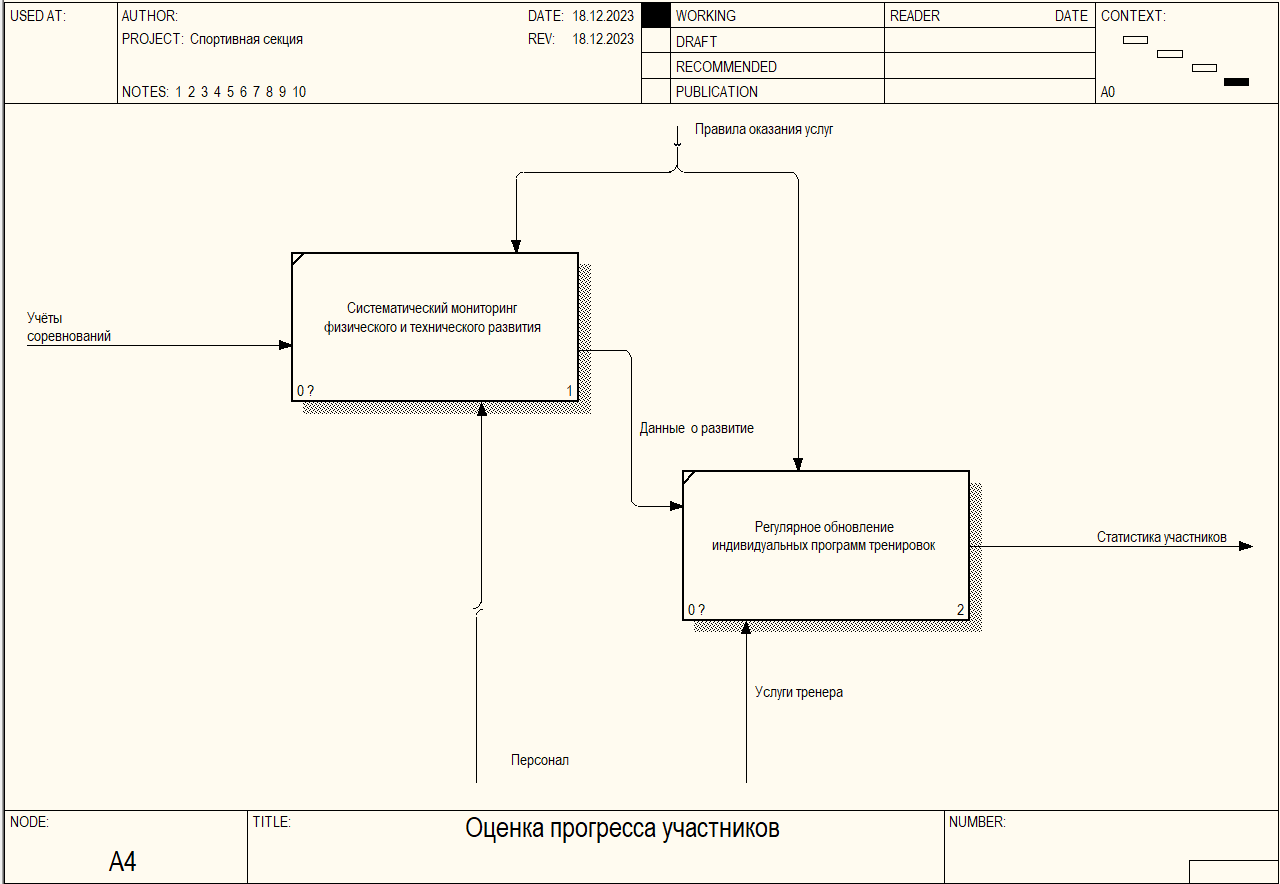 USED AT:
AUTHOR:
DATE: 18.12.2023
PROJECT: Спортивная секция
REV: 18.12.2023
NOTES: 1 2 3 4 5 6 7 8 9 10
WORKING
DRAFT
RECOMMENDED
PUBLICATION
READER DATE
CONTEXT:
A0
Правила оказания услуг
Учёты
соревнований
Систематический мониторинг
физического и технического развития
0 ? 1
Данные о развитие
Регулярное обновление
индивидуальных программ тренировок
0 ? 2
Статистика участников
Услуги тренера
Персонал
NODE:
A4
TITLE:
Оценка прогресса участников
NUMBER: